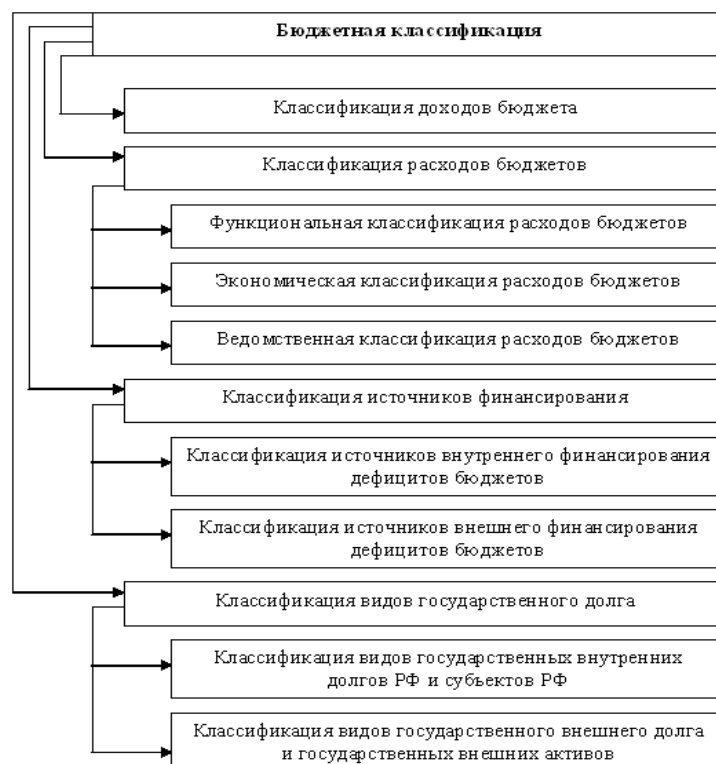 Бюджетная классификация
Классификация доходов бюджета
Классификация расходов бюджетов
Функциональная классификация расходов бюджетов
Экономическая классификация расходов бюджетов
Ведомственная классификация расходов бюджетов
Классификация источников финансирования
Классификация источников внутреннего финансирования
дефицитов бюджетов
Классификация источников внешнего финансирования
дефицитов бюджетов
Классификация видов государственного долга
Классификация видов государственных внутренних
долгов РФ и субъектов РФ
Классификация видов государственного внешнего долга
и государственных внешних активов